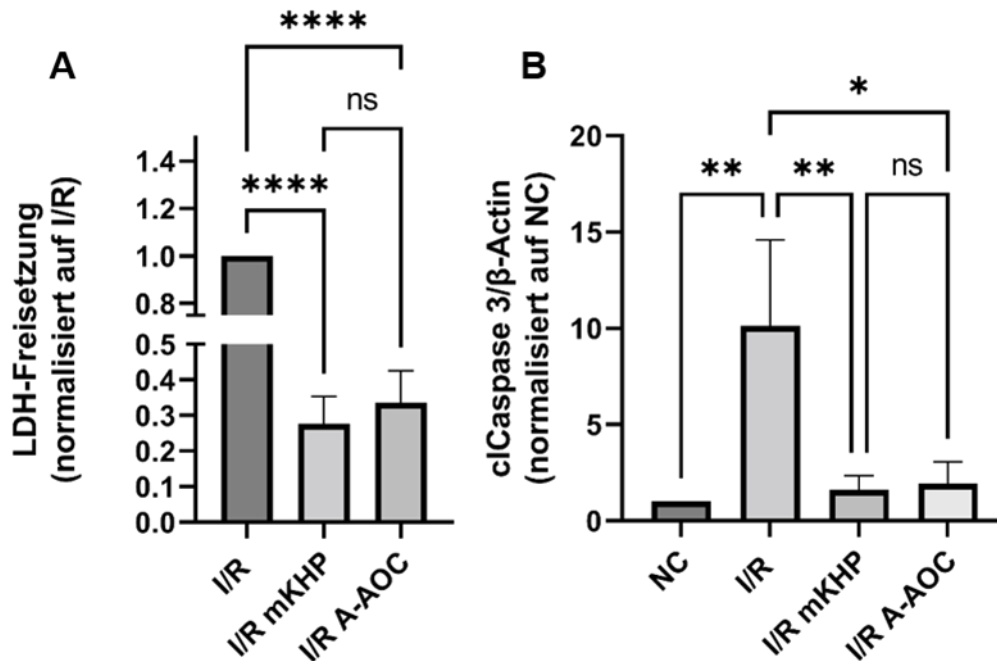 A
LDH-Freisetzung
(normalisiert auf I/R)
1.4
1.2
1.0
0.8
0.5
0.4
0.3
0.2
0.1
0.0
****
ns
****
I/R
I/R mKHP
I/R A-AOC
B
clCaspase 3/β-Actin
(normalisiert auf NC)
20
15
10
5
0
*
**
**
ns
NC
I/R
I/R mKHP
I/R A-AOC